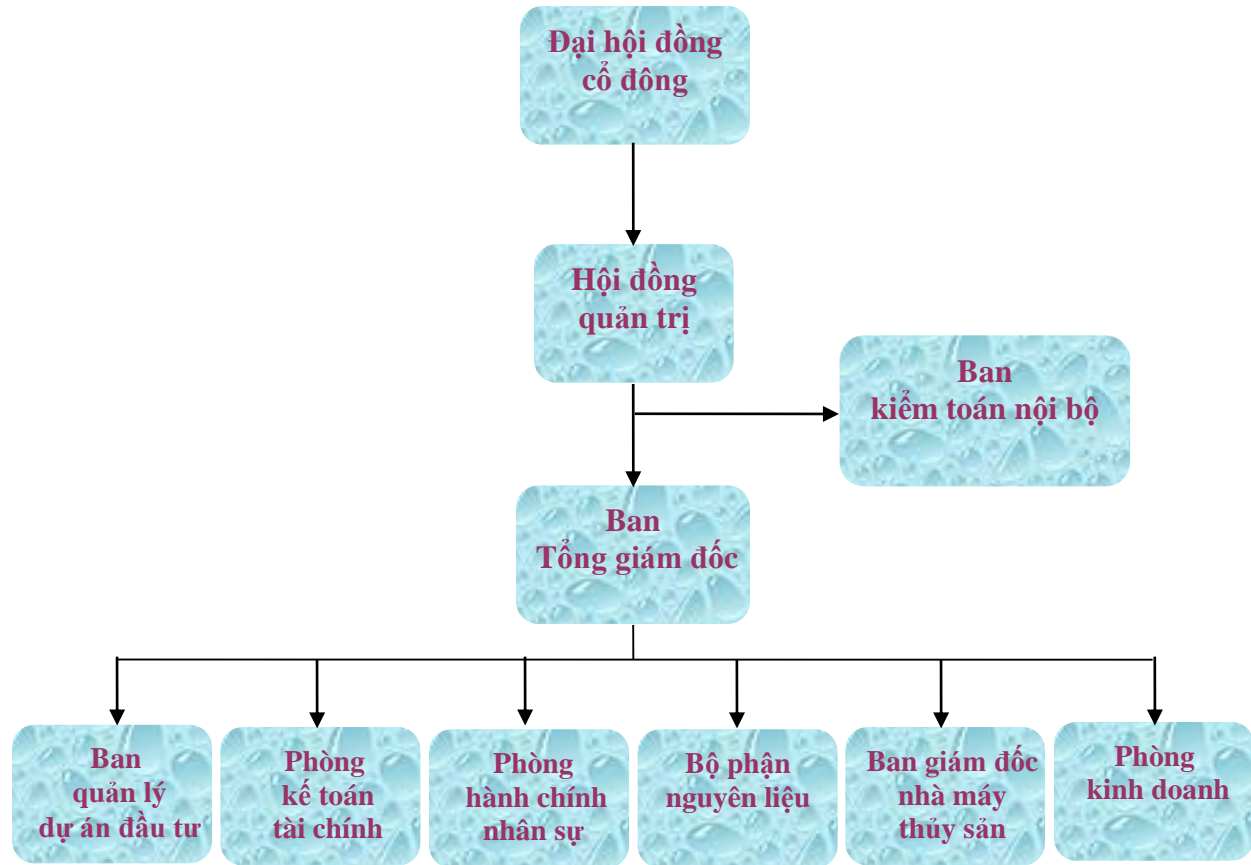 Đại hội đồng
cổ đông
Hội đồng
quản trị
Ban
kiểm toán nội bộ
Ban
Tổng giám đốc
Ban
quản lý
dự án đầu tư
Phòng
kế toán
tài chính
Phòng
hành chính
nhân sự
Bộ phận
nguyên liệu
Ban giám đốc
nhà máy
thủy sản
Phòng
kinh doanh